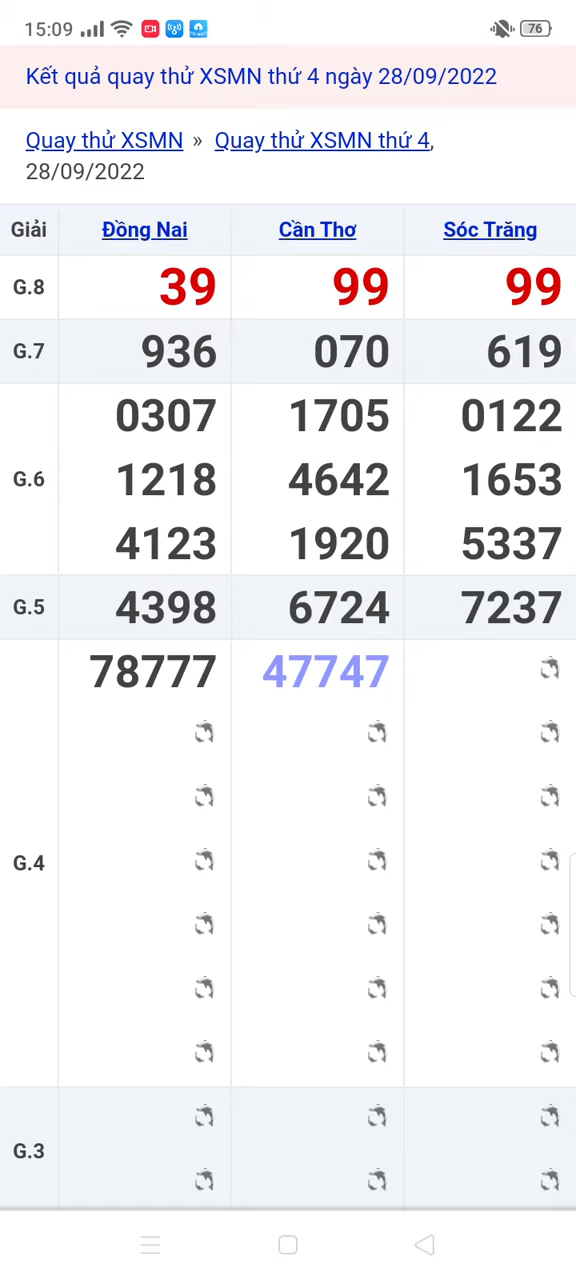 15:09
76
Kết quả quay thử XSMN thứ 4 ngày 28/09/2022
Quay thử XSMN » Quay thử XSMN thứ 4,
28/09/2022
Giải Đồng Nai Cần Thơ Sóc Trăng
G.8 39 99 99
G.7 936 070 619
0307 1705 0122
G.6 1218 4642 1653
4123 1920 5337
G.5 4398 6724 7237
78777 47747
G.4
G.3